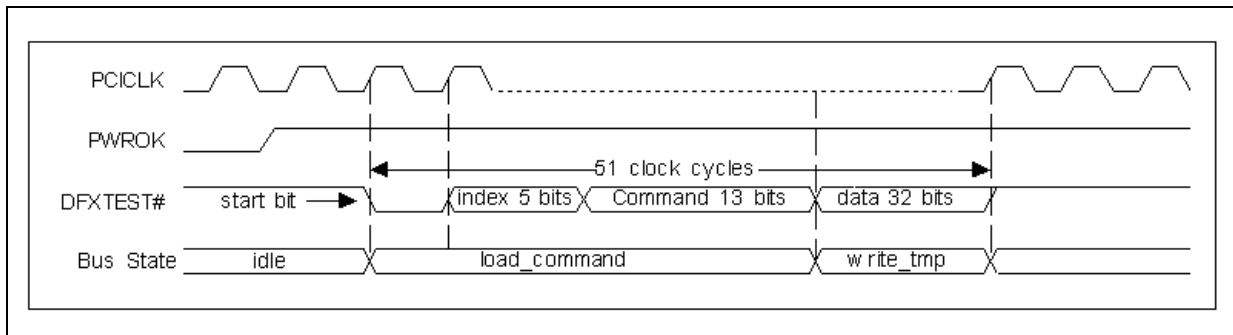 PCICLK
PWROK
51 clock cycles
DFXTEST# start bit index 5 bits Command 13 bits data 32 bits
Bus State idle load_command write_tmp